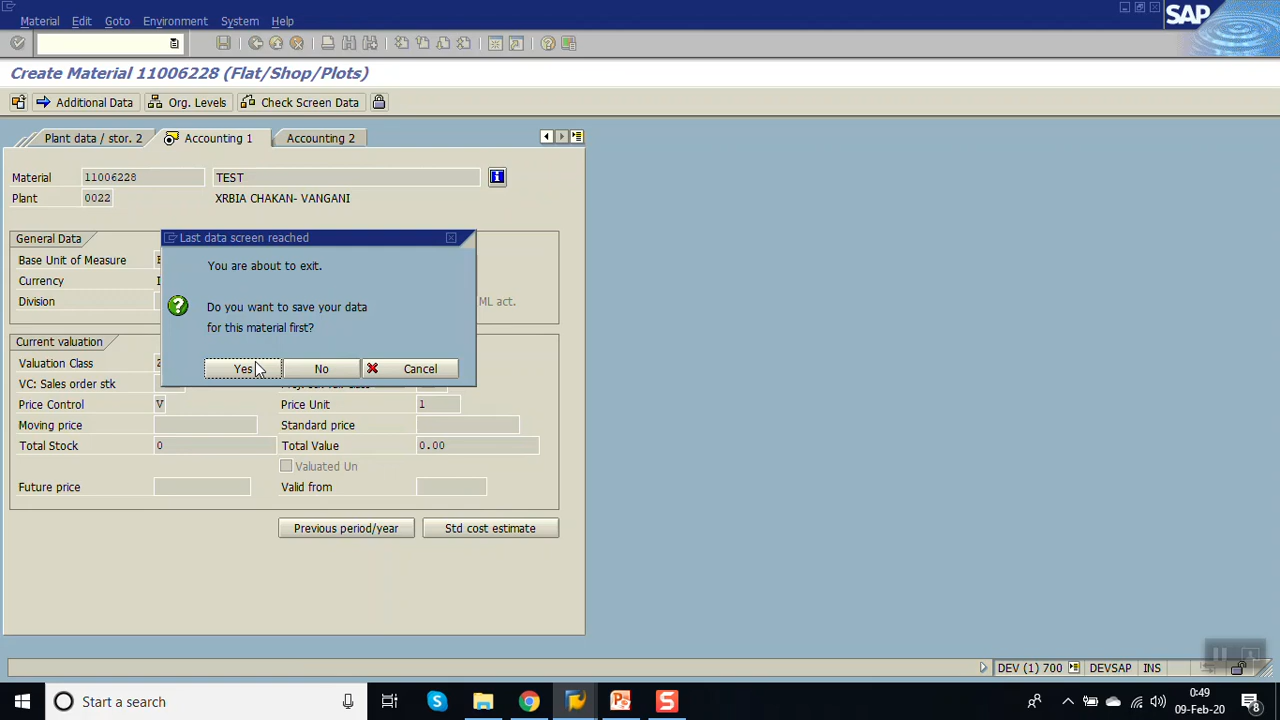 Material Edit Goto Environment System Help
SAP
Create Material 11006228 (Flat/Shop/Plots)
Additional Data Org. Levels Check Screen Data
Plant data / stor. 2 Accounting 1 Accounting 2
Material 11006228 TEST
Plant 0022 XRBIA CHAKAN- VANGANI
General Data
Base Unit of Measure
Currency
Division ML act.
Last data screen reached
You are about to exit.
Do you want to save your data
for this material first?
Yes No Cancel
Current valuation
Valuation Class 2
VC: Sales order stk
Price Control V Price Unit 1
Moving price Standard price
Total Stock 0 Total Value 0.00
Valuated Un
Future price Valid from
Previous period/year Std cost estimate
DEV (1) 700 DEVSAP INS
Start a search
0:49
09-Feb-20
8